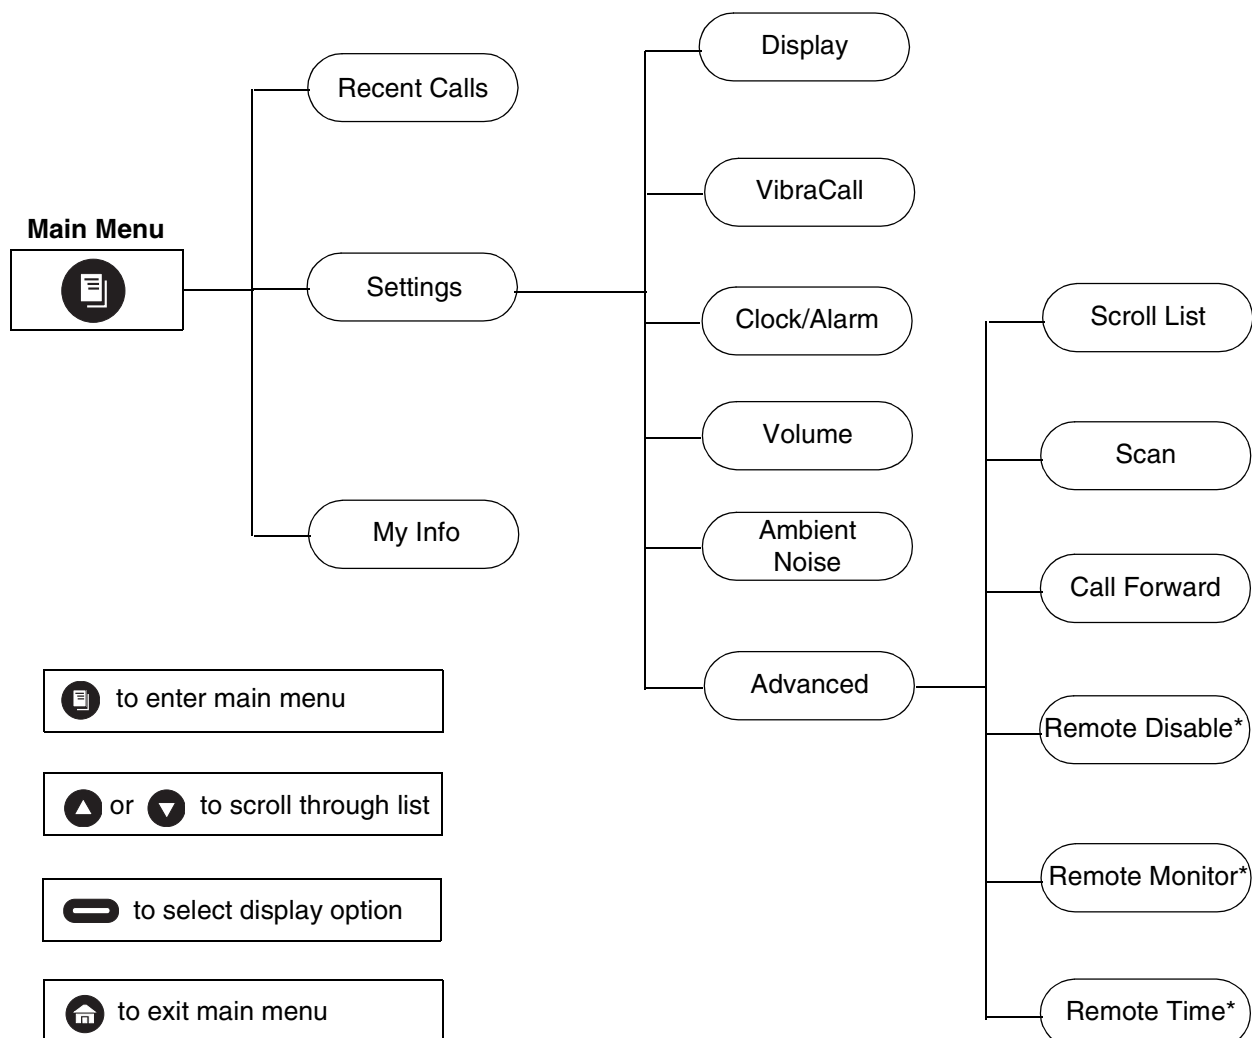 Main Menu
Recent Calls
Settings
My Info
Display
VibraCall
Clock/Alarm
Volume
Ambient
Noise
Advanced
Scroll List
Scan
Call Forward
Remote Disable*
Remote Monitor*
Remote Time*
to enter main menu
or to scroll through list
to select display option
to exit main menu